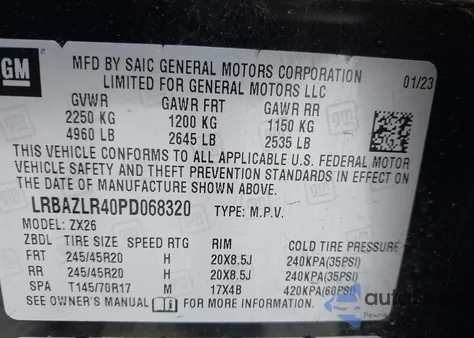 GM
MFD BY SAIC GENERAL MOTORS CORPORATION
LIMITED FOR GENERAL MOTORS LLC
01/23
GVWR GAWR FRT GAWR RR
2250 KG 1200 KG 1150 KG
4960 LB 2645 LB 2535 LB
THIS VEHICLE CONFORMS TO ALL APPLICABLE U.S. FEDERAL MOTOR
VEHICLE SAFETY AND THEFT PREVENTION STANDARDS IN EFFECT ON
THE DATE OF MANUFACTURE SHOWN ABOVE.
LRBAZLR40PD068320 TYPE: M.P.V.
MODEL: ZX26
ZBDL TIRE SIZE SPEED RTG RIM COLD TIRE PRESSURE
FRT 245/45R20 H 20X8.5J 240KPA(35PSI)
RR 245/45R20 H 20X8.5J 240KPA(35PSI)
SPA T145/70R17 M 17X4B 420KPA(60PSI)
SEE OWNER'S MANUAL FOR MORE INFORMATION.